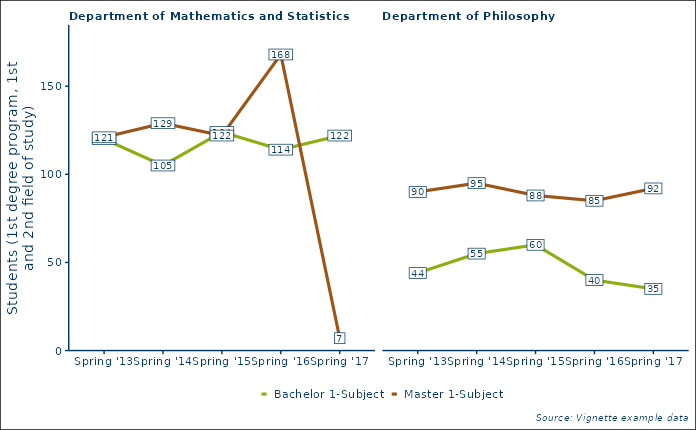 Department of Mathematics and Statistics
Department of Philosophy
Students (1st degree program, 1st
and 2nd field of study)
150
100
50
0
121
129
122
168
7
105
114
122
90
95
88
85
92
44
55
60
40
35
Spring '13 Spring '14 Spring '15 Spring '16 Spring '17
Spring '13 Spring '14 Spring '15 Spring '16 Spring '17
Bachelor 1-Subject Master 1-Subject
Source: Vignette example data